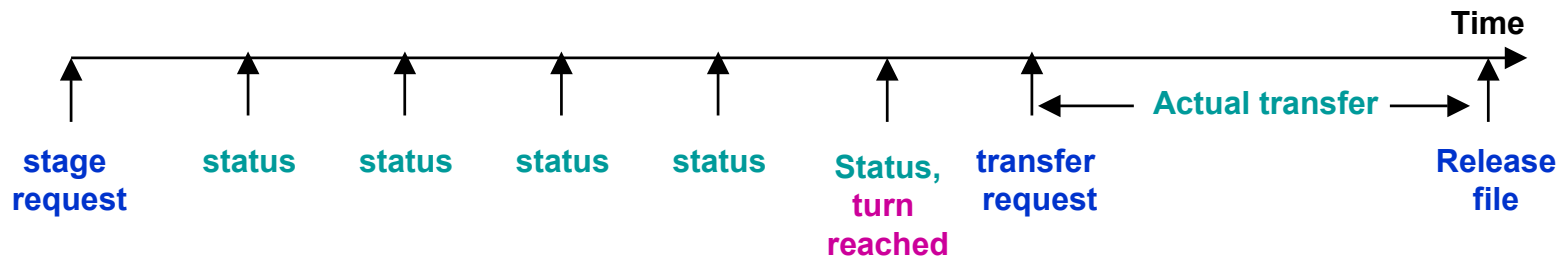 Time
Actual transfer
stage
request
status
status
status
status
Status,
turn
reached
transfer
request
Release
file